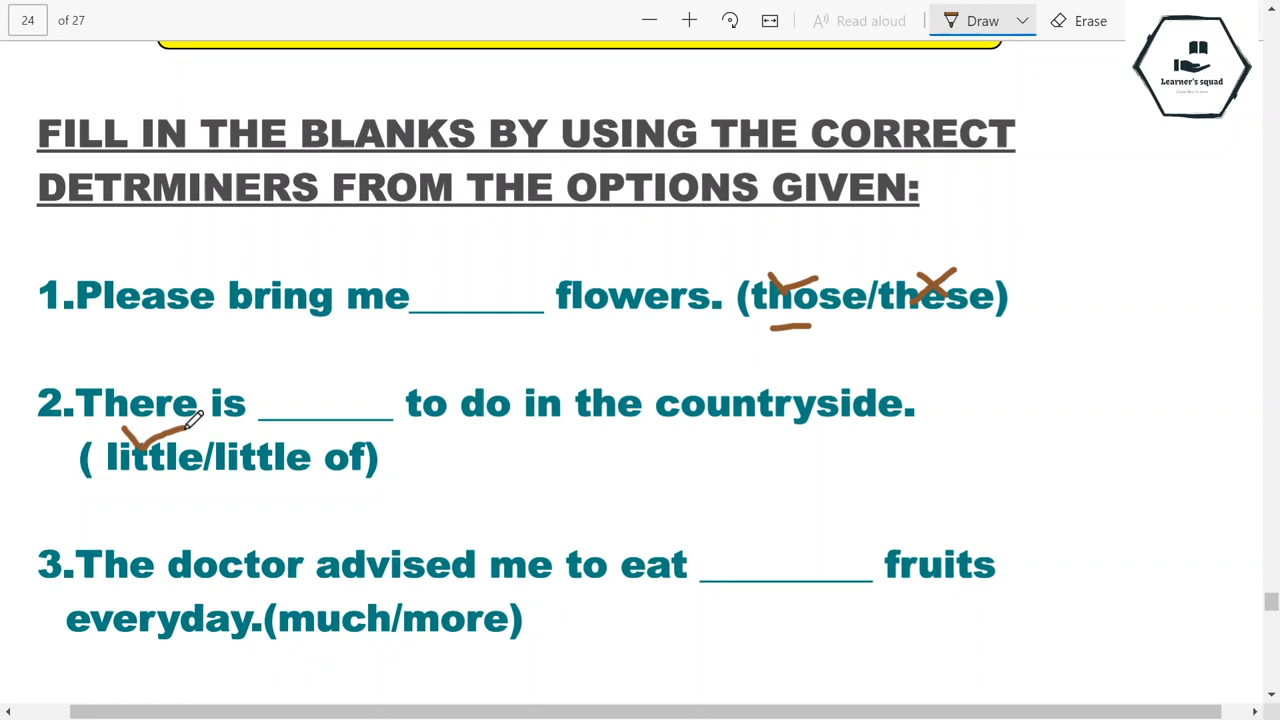 24 of 27
Read aloud
Draw
Erase
Learner's squad
FILL IN THE BLANKS BY USING THE CORRECT
DETRMINERS FROM THE OPTIONS GIVEN:
1.Please bring me______ flowers. (those/these)
2.There is ______ to do in the countryside.
( little/little of)
3.The doctor advised me to eat ________ fruits
everyday.(much/more)